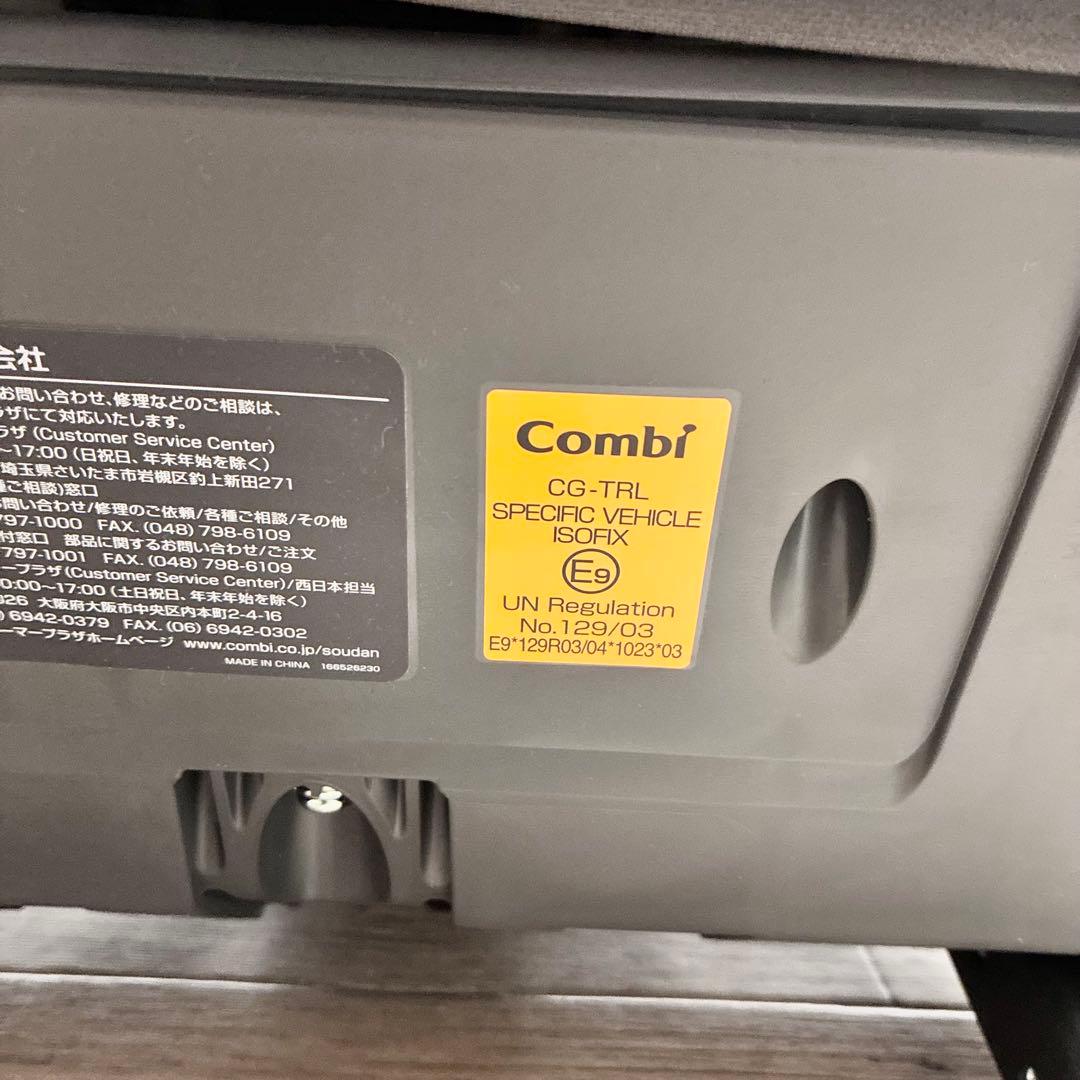 会社
お問い合わせ、修理などのご相談は、
ラザにて対応いたします。
ラザ (Customer Service Center)
～17:00 (日祝日、年末年始を除く)
埼玉県さいたま市岩槻区釣上新田271
種ご相談)窓口
お問い合わせ/修理のご依頼/各種ご相談/その他
797-1000 FAX. (048) 798-6109
付窓口 部品に関するお問い合わせ/ご注文
797-1001 FAX. (048) 798-6109
ープラザ(Customer Service Center)/西日本担当
0:00～17:00 (土日祝日、年末年始を除く)
926 大阪府大阪市中央区内本町2-4-16
) 6942-0379 FAX. (06) 6942-0302
ーマープラザホームページ www.combi.co.jp/soudan
MADE IN CHINA 166526230
Combi
CG-TRL
SPECIFIC VEHICLE
ISOFIX
E9
UN Regulation
No.129/03
E9*129R03/04*1023*03